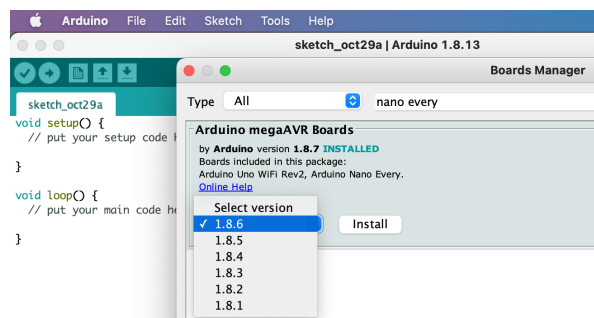 Arduino File Edit Sketch Tools Help
sketch_oct29a | Arduino 1.8.13
Boards Manager
sketch_oct29a
Type All nano every
void setup() {
// put your setup code
}
void loop() {
// put your main code he
}
Arduino megaAVR Boards
by Arduino version 1.8.7 INSTALLED
Boards included in this package:
Arduino Uno WiFi Rev2, Arduino Nano Every.
Online Help
Select version
✓ 1.8.6
1.8.5
1.8.4
1.8.3
1.8.2
1.8.1
Install